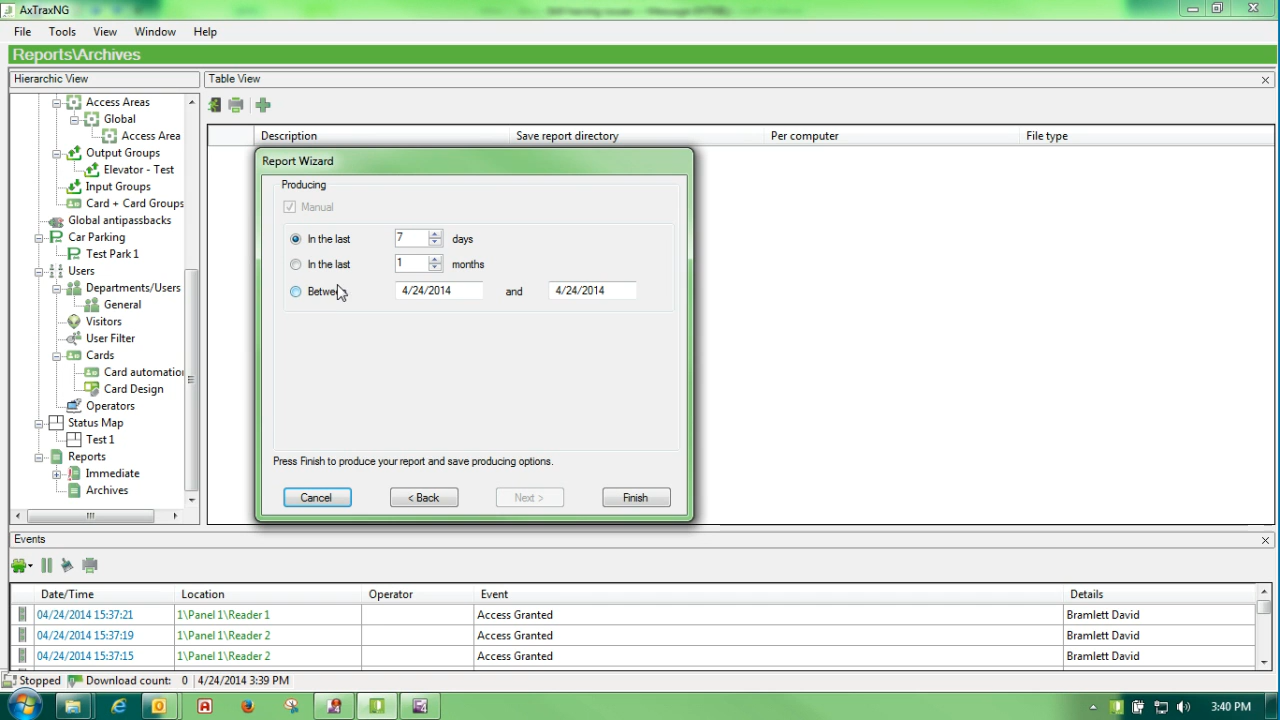 AxTraxNG
File Tools View Window Help
Reports\Archives
Hierarchic View
Table View
Access Areas
Global
Access Area
Output Groups
Elevator - Test
Input Groups
Card + Card Groups
Global antipassbacks
Car Parking
Test Park 1
Users
Departments/Users
General
Visitors
User Filter
Cards
Card automation
Card Design
Operators
Status Map
Test 1
Reports
Immediate
Archives
Description Save report directory Per computer File type
Report Wizard
Producing
Manual
In the last 7 days
In the last 1 months
4/24/2014 and 4/24/2014
Press Finish to produce your report and save producing options.
Cancel < Back Next > Finish
Events
Date/Time Location Operator Event Details
04/24/2014 15:37:21 1\Panel 1\Reader 1 Access Granted Bramlett David
04/24/2014 15:37:19 1\Panel 1\Reader 2 Access Granted Bramlett David
04/24/2014 15:37:15 1\Panel 1\Reader 2 Access Granted Bramlett David
Stopped Download count: 0 4/24/2014 3:39 PM
3:40 PM